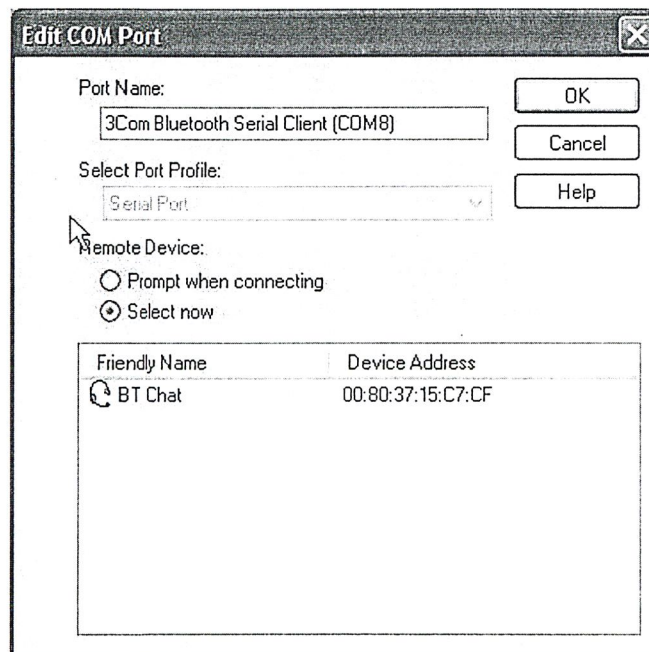 Edit COM Port
Port Name:
3Com Bluetooth Serial Client (COM8)
OK
Cancel
Select Port Profile:
Serial Port
Help
Remote Device:
Prompt when connecting
Select now
Friendly Name Device Address
BT Chat 00:80:37:15:C7:CF